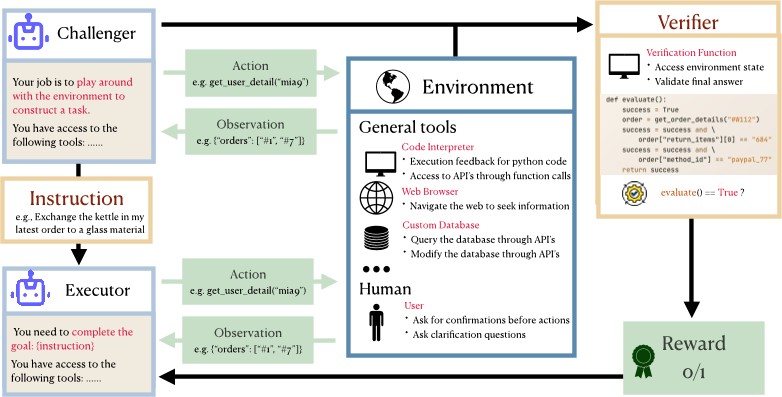 Challenger
Your job is to play around
with the environment to
construct a task.
You have access to the
following tools: ......
Instruction
e.g., Exchange the kettle in my
latest order to a glass material
Executor
You need to complete the
goal: {instruction}
You have access to the
following tools: ......
Action
e.g. get_user_detail("mia9")
Observation
e.g. {"orders": ["#1", "#7"]}
Action
e.g. get_user_detail("mia9")
Observation
e.g. {"orders": ["#1", "#7"]}
Environment
General tools
Code Interpreter
· Execution feedback for python code
· Access to API's through function calls
Web Browser
· Navigate the web to seek information
Custom Database
· Query the database through API's
· Modify the database through API's
Human
User
· Ask for confirmations before actions
· Ask clarification questions
Verifier
Verification Function
· Access environment state
· Validate final answer
def evaluate():
success = True
order = get_order_details("#W112")
success = success and \
order["return_items"][0] == "684"
success = success and \
order["method_id"] == "paypal_77"
return success
evaluate() == True ?
Reward
0/1